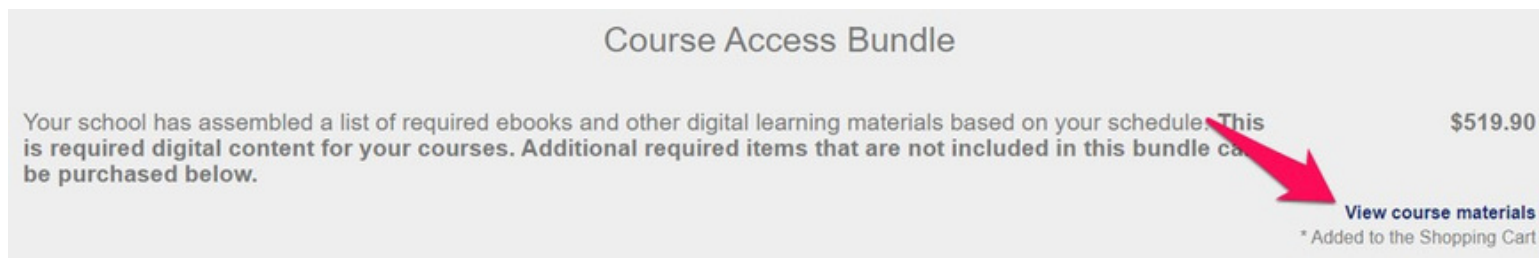 Course Access Bundle
Your school has assembled a list of required ebooks and other digital learning materials based on your schedule. This
$519.90
is required digital content for your courses. Additional required items that are not included in this bundle
be purchased below.
View course materials
* Added to the Shopping Cart